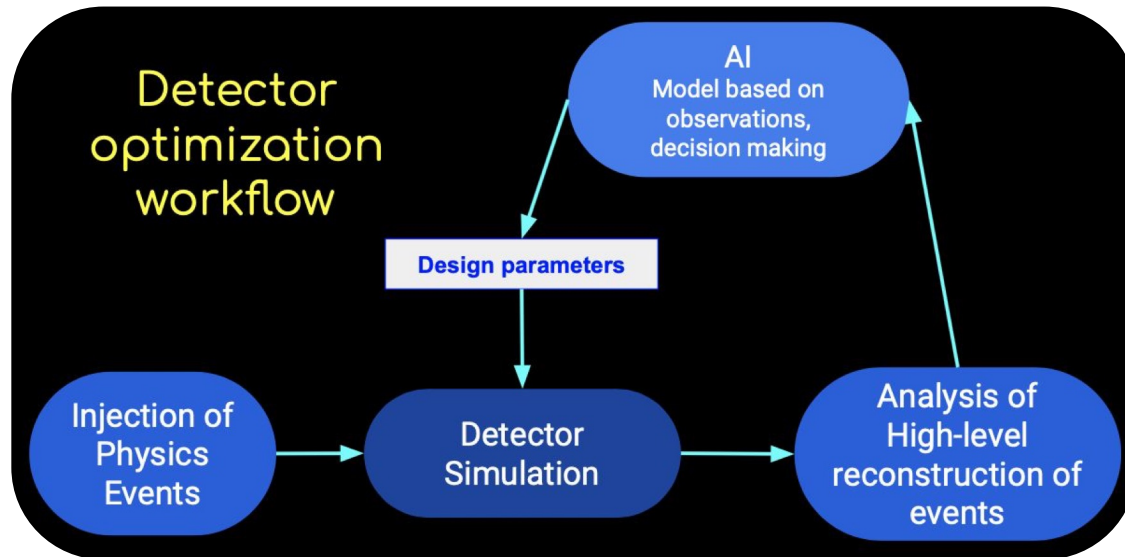 Detector
optimization
workflow
AI
Model based on
observations,
decision making
Design parameters
Injection of
Physics
Events
Detector
Simulation
Analysis of
High-level
reconstruction of
events